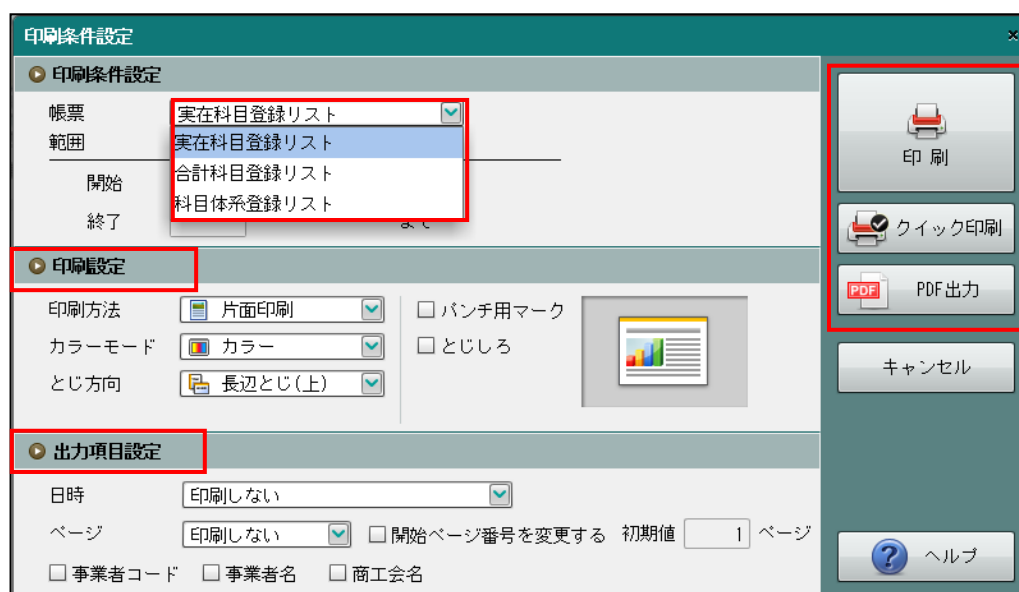 印刷条件設定
印刷条件設定
帳票 実在科目登録リスト
範囲 実在科目登録リスト
合計科目登録リスト
開始
科目体系登録リスト
終了 まで
印刷設定
印刷方法 片面印刷 パンチ用マーク
カラーモード カラー とじしろ
とじ方向 長辺とじ(上)
出力項目設定
日時 印刷しない
ページ 印刷しない 開始ページ番号を変更する 初期値 1 ページ
事業者コード 事業者名 商工会名
印 刷
クイック印刷
PDF PDF出力
キャンセル
? ヘルプ